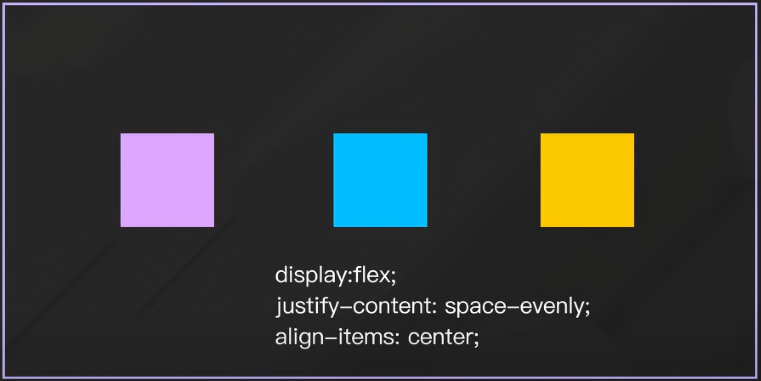 display:flex;
justify-content: space-evenly;
align-items: center;